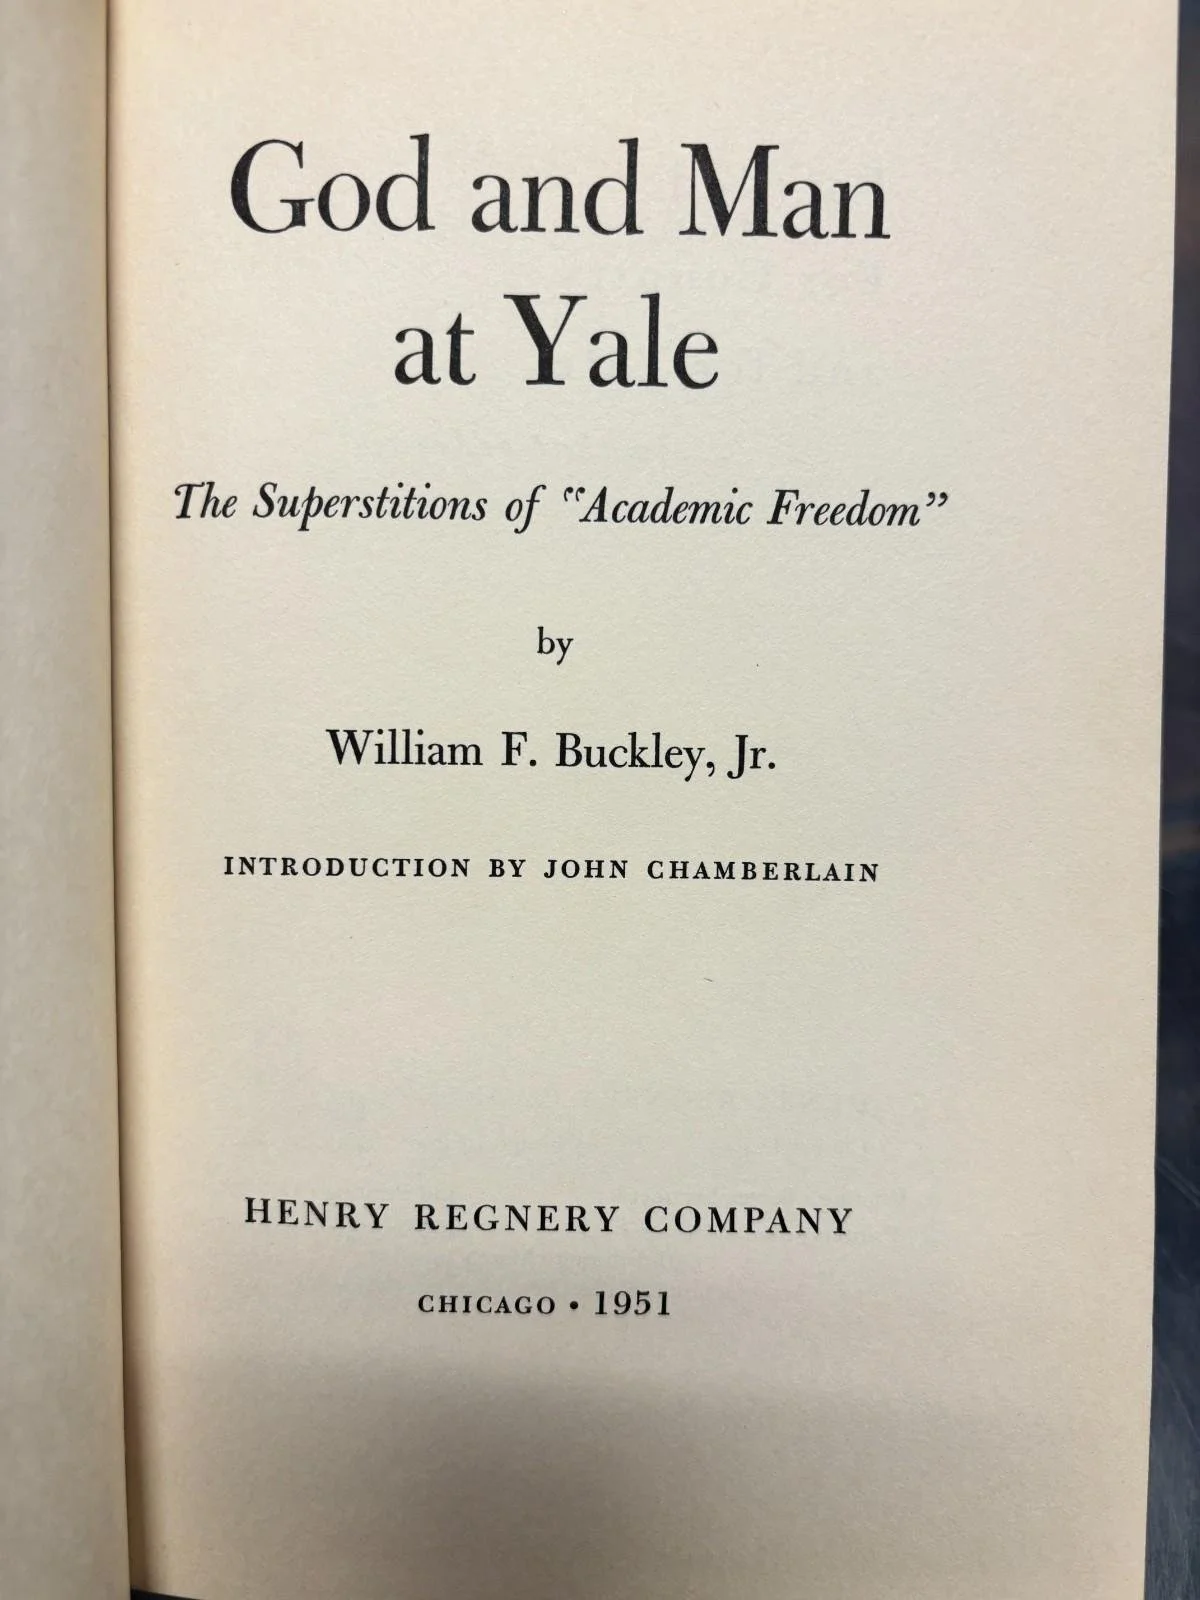 God and Man
at Yale
The Superstitions of “Academic Freedom”
by
William F. Buckley, Jr.
INTRODUCTION BY JOHN CHAMBERLAIN
HENRY REGNERY COMPANY
CHICAGO • 1951